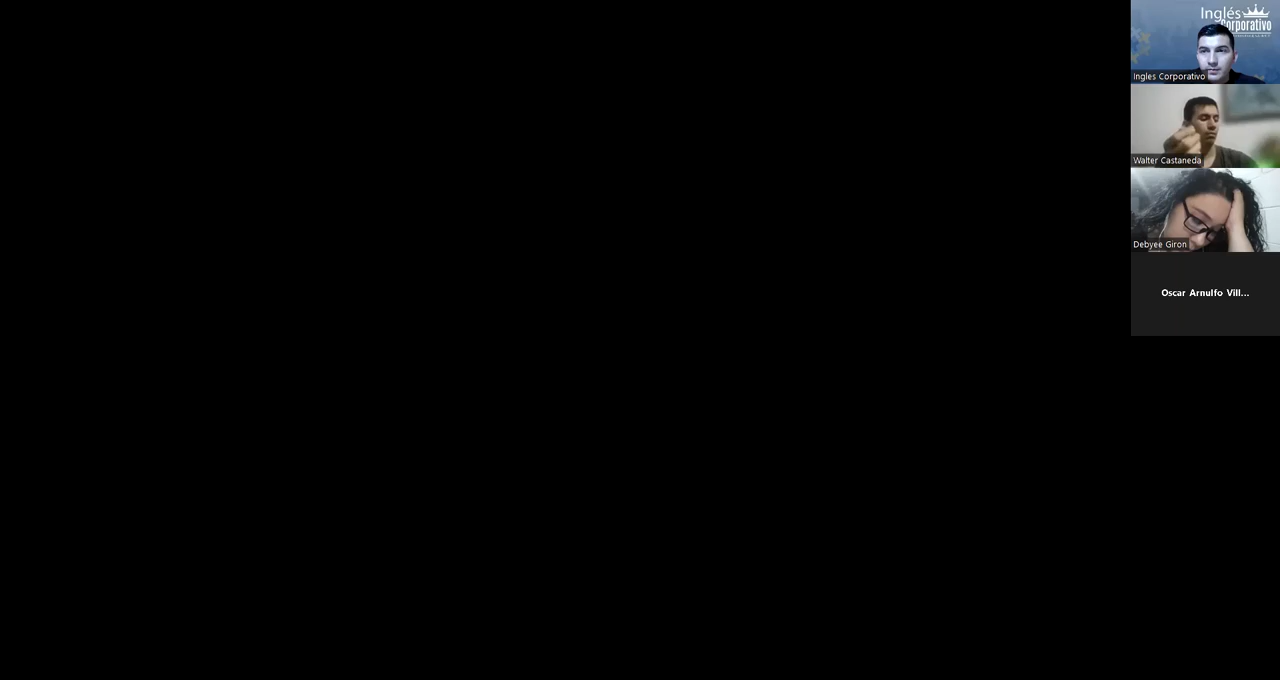 Inglés
Corporativo
Ingles Corporativo
Walter Castaneda
Debyee Giron
Oscar Arnulfo Vill...